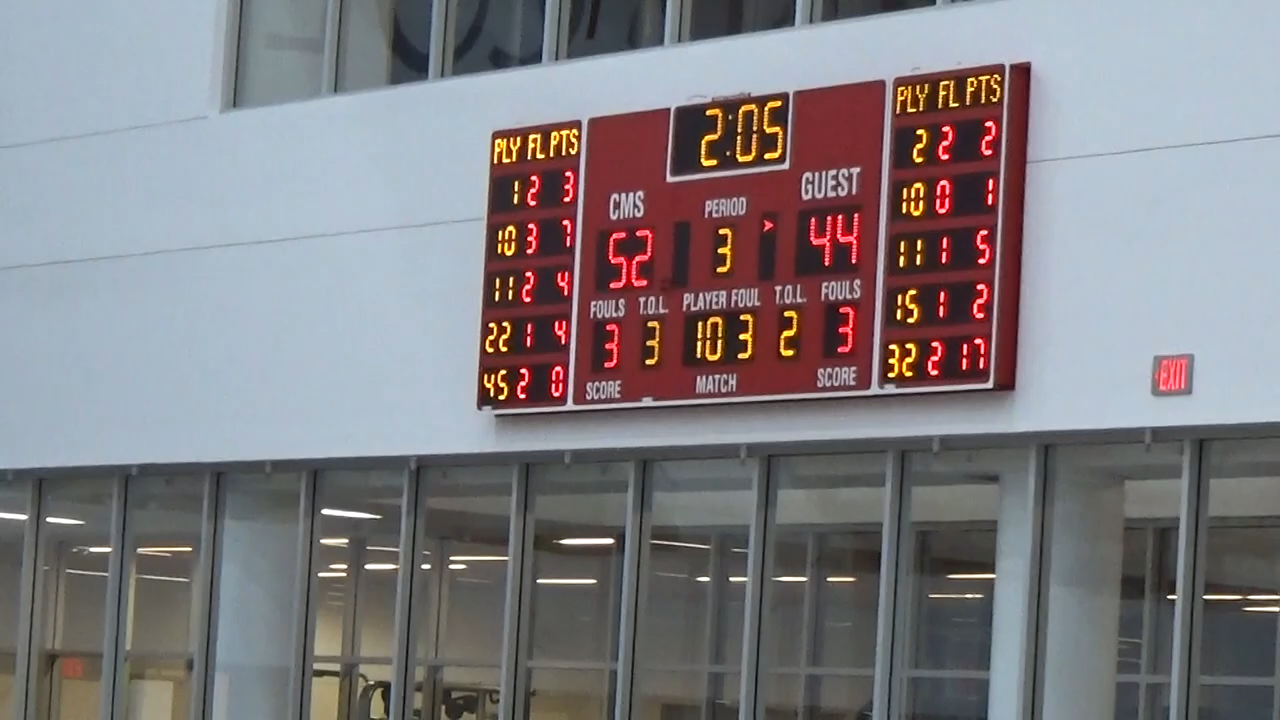 PLY FL PTS
1 2 3
10 3 7
11 2 4
22 1 4
45 2 0
2:05
CMS PERIOD GUEST
52 3 44
FOULS T.O.L. PLAYER FOUL T.O.L. FOULS
3 3 10 3 2 3
SCORE MATCH SCORE
PLY FL PTS
2 2 2
10 0 1
11 1 5
15 1 2
32 2 17
EXIT